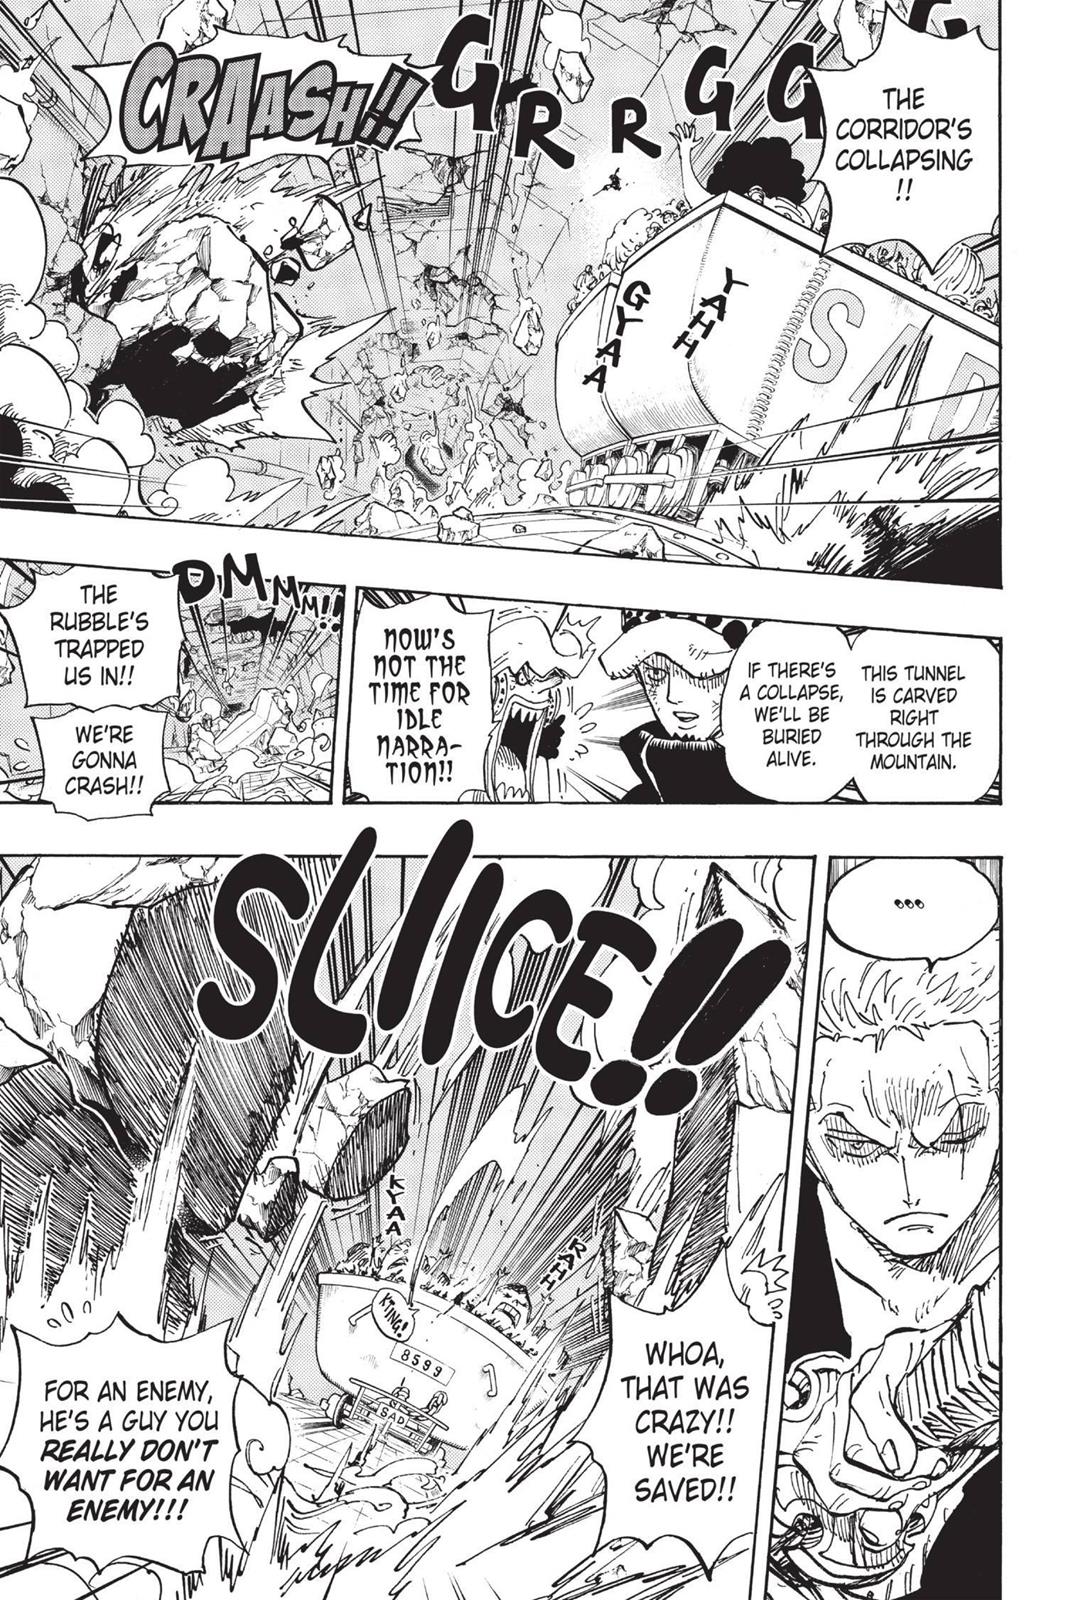 THE
CORRIDOR'S
COLLAPSING
!!
GRRGG
CRAASH!!
YAHH
GYAA
SAD
THIS TUNNEL
IS CARVED
RIGHT
THROUGH THE
MOUNTAIN.
IF THERE'S
A COLLAPSE,
WE'LL BE
BURIED
ALIVE.
NOW'S
NOT THE
TIME FOR
IDLE
NARRA-
TION!!
DMMM!!
THE
RUBBLE'S
TRAPPED
US IN!!
WE'RE
GONNA
CRASH!!
...
SLIICE!!
KYAA
RAHH
KING!!
8599
SAD
WHOA,
THAT WAS
CRAZY!!
WE'RE
SAVED!!
FOR AN ENEMY,
HE'S A GUY YOU
REALLY DON'T
WANT FOR AN
ENEMY!!!